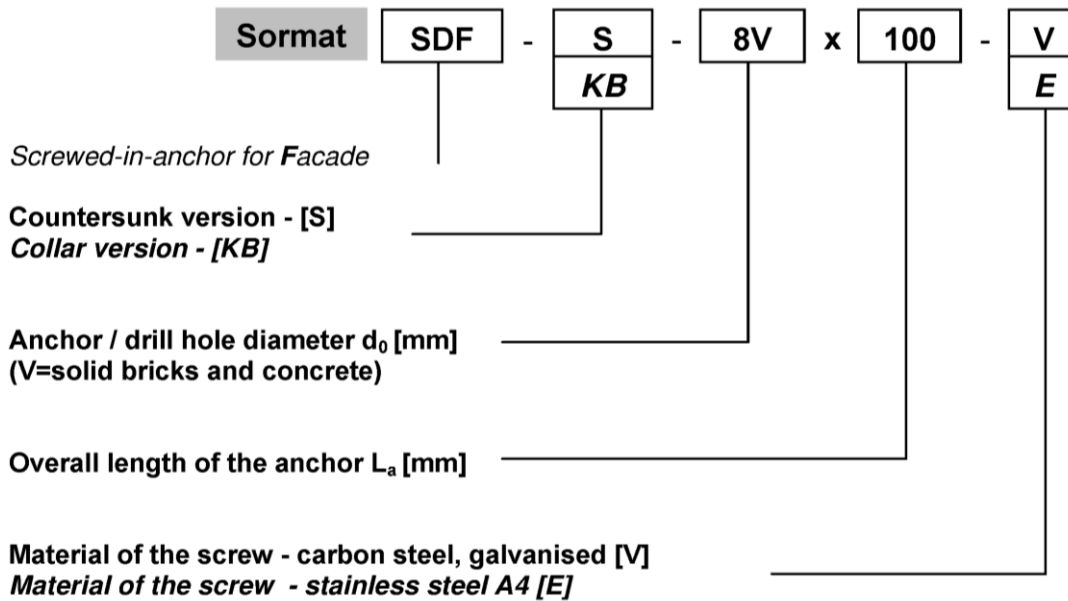 Sormat SDF - S - 8V x 100 - V
KB E
Screwed-in-anchor for Facade
Countersunk version - [S]
Collar version - [KB]
Anchor / drill hole diameter d₀ [mm]
(V=solid bricks and concrete)
Overall length of the anchor Lₐ [mm]
Material of the screw - carbon steel, galvanised [V]
Material of the screw - stainless steel A4 [E]